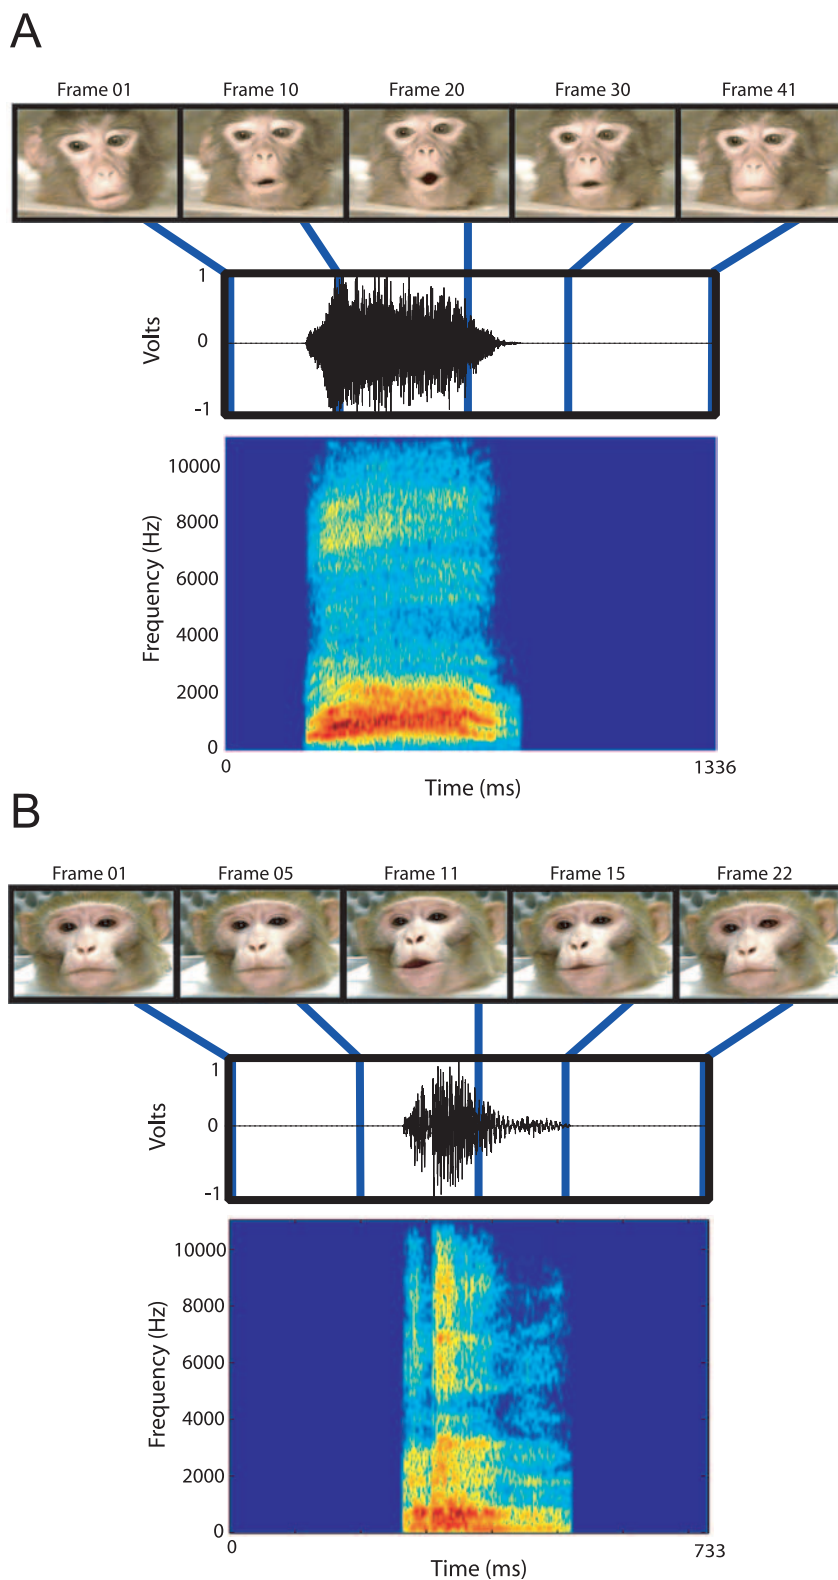 A
Frame 01 Frame 10 Frame 20 Frame 30 Frame 41
1
Volts
0
-1
10000
8000
Frequency (Hz)
6000
4000
2000
0
0 1336
Time (ms)
B
Frame 01 Frame 05 Frame 11 Frame 15 Frame 22
1
Volts
0
-1
10000
8000
Frequency (Hz)
6000
4000
2000
0
0 733
Time (ms)